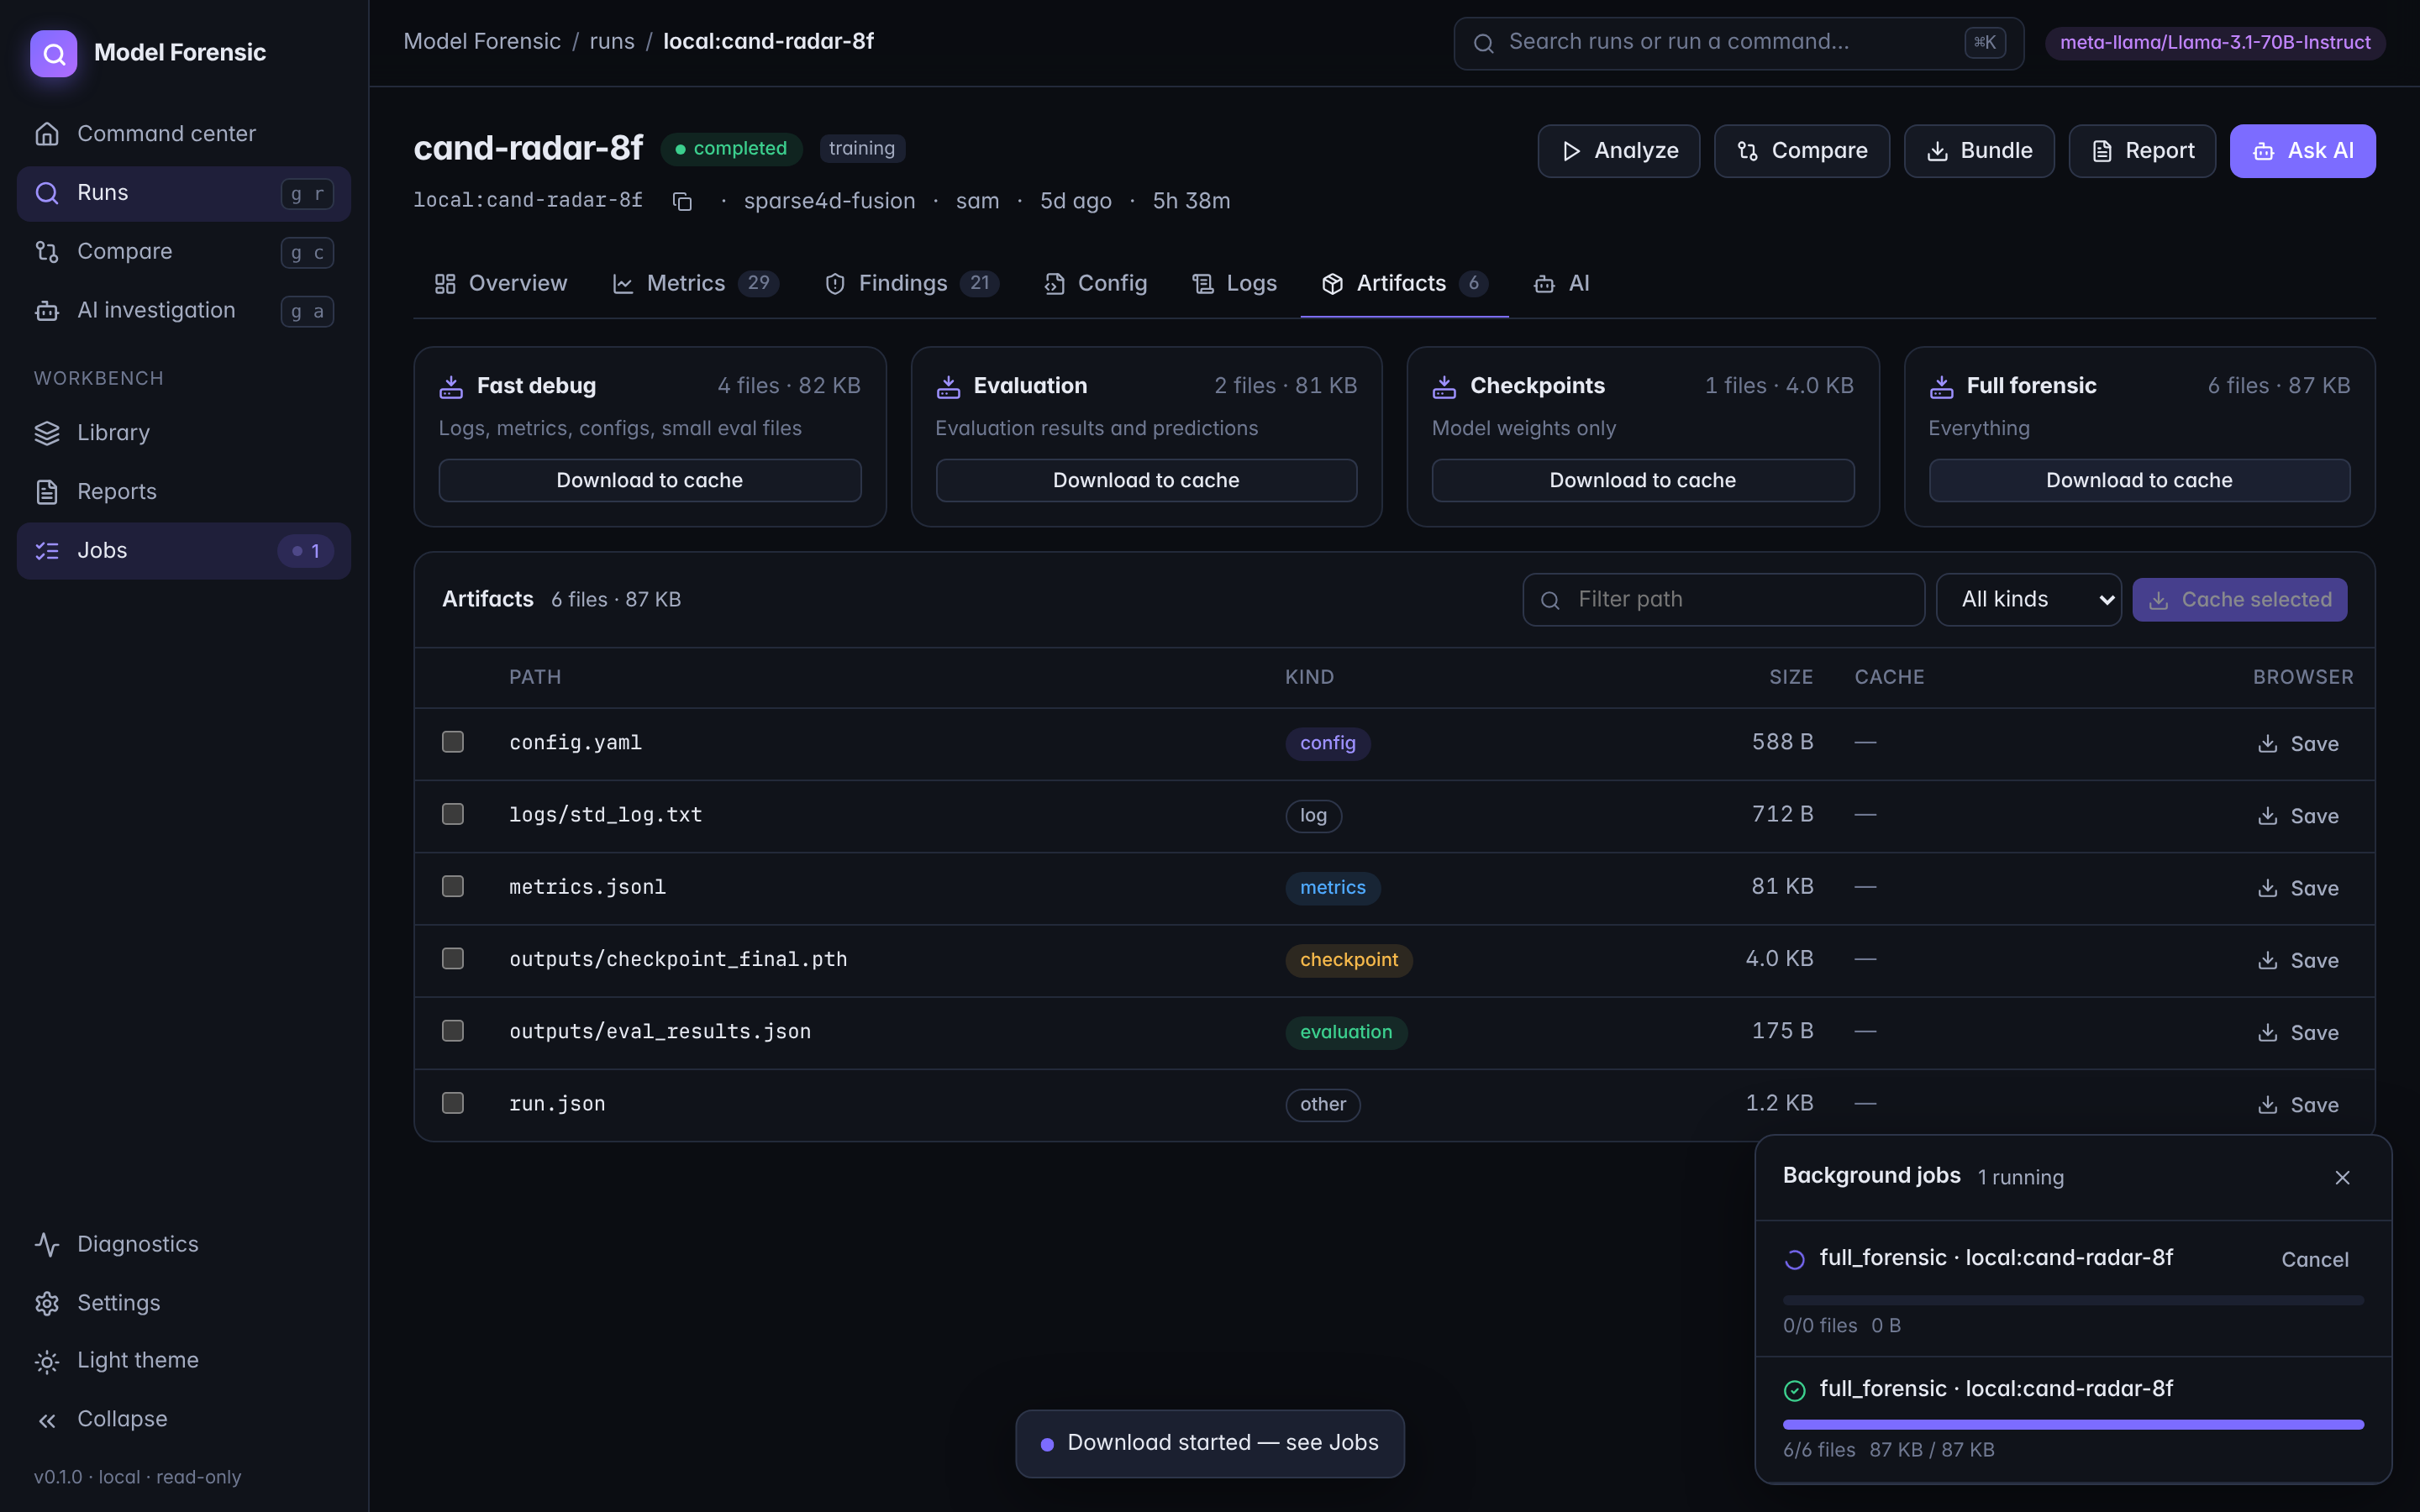 Model Forensic
Command center
Runs g r
Compare g c
AI investigation g a
WORKBENCH
Library
Reports
Jobs 1
Diagnostics
Settings
Light theme
Collapse
v0.1.0 · local · read-only
Model Forensic / runs / local:cand-radar-8f
Search runs or run a command... ⌘K
meta-llama/Llama-3.1-70B-Instruct
cand-radar-8f completed training
Analyze Compare Bundle Report Ask AI
local:cand-radar-8f · sparse4d-fusion · sam · 5d ago · 5h 38m
Overview Metrics 29 Findings 21 Config Logs Artifacts 6 AI
Fast debug 4 files · 82 KB
Logs, metrics, configs, small eval files
Download to cache
Evaluation 2 files · 81 KB
Evaluation results and predictions
Download to cache
Checkpoints 1 files · 4.0 KB
Model weights only
Download to cache
Full forensic 6 files · 87 KB
Everything
Download to cache
Artifacts 6 files · 87 KB
Filter path All kinds Cache selected
PATH KIND SIZE CACHE BROWSER
config.yaml config 588 B — Save
logs/std_log.txt log 712 B — Save
metrics.jsonl metrics 81 KB — Save
outputs/checkpoint_final.pth checkpoint 4.0 KB — Save
outputs/eval_results.json evaluation 175 B — Save
run.json other 1.2 KB — Save
Background jobs 1 running
full_forensic · local:cand-radar-8f Cancel
0/0 files 0 B
full_forensic · local:cand-radar-8f
6/6 files 87 KB / 87 KB
Download started — see Jobs